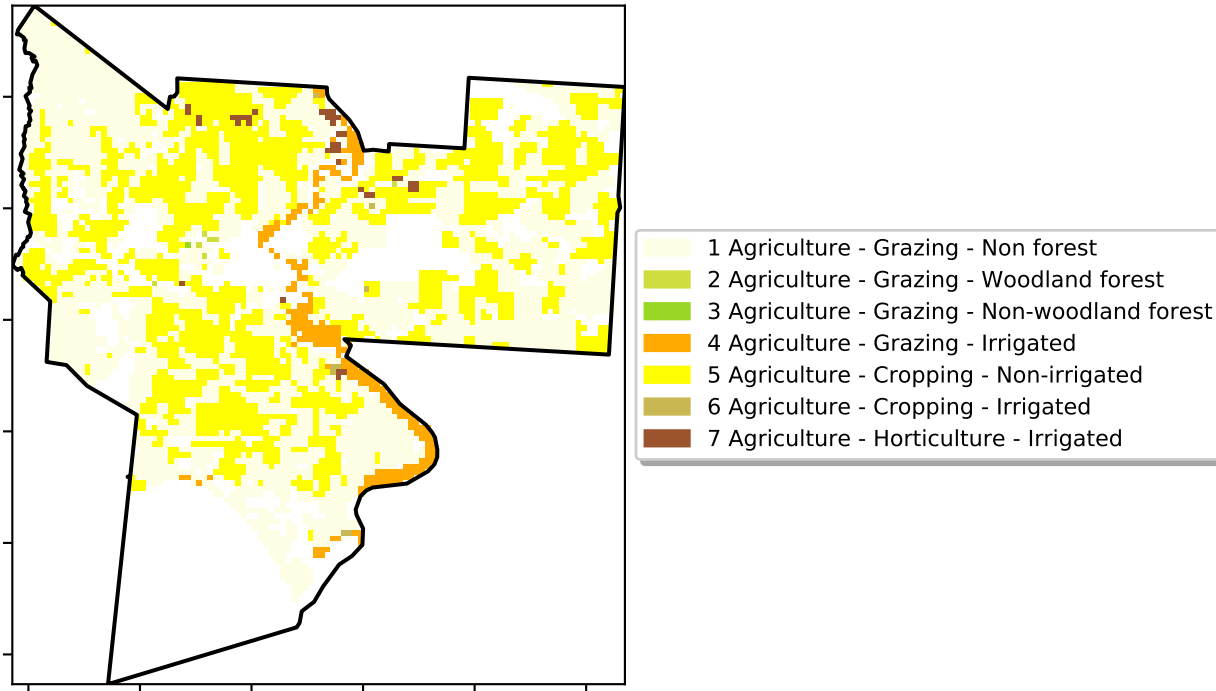 1 Agriculture - Grazing - Non forest
2 Agriculture - Grazing - Woodland forest
3 Agriculture - Grazing - Non-woodland forest
4 Agriculture - Grazing - Irrigated
5 Agriculture - Cropping - Non-irrigated
6 Agriculture - Cropping - Irrigated
7 Agriculture - Horticulture - Irrigated